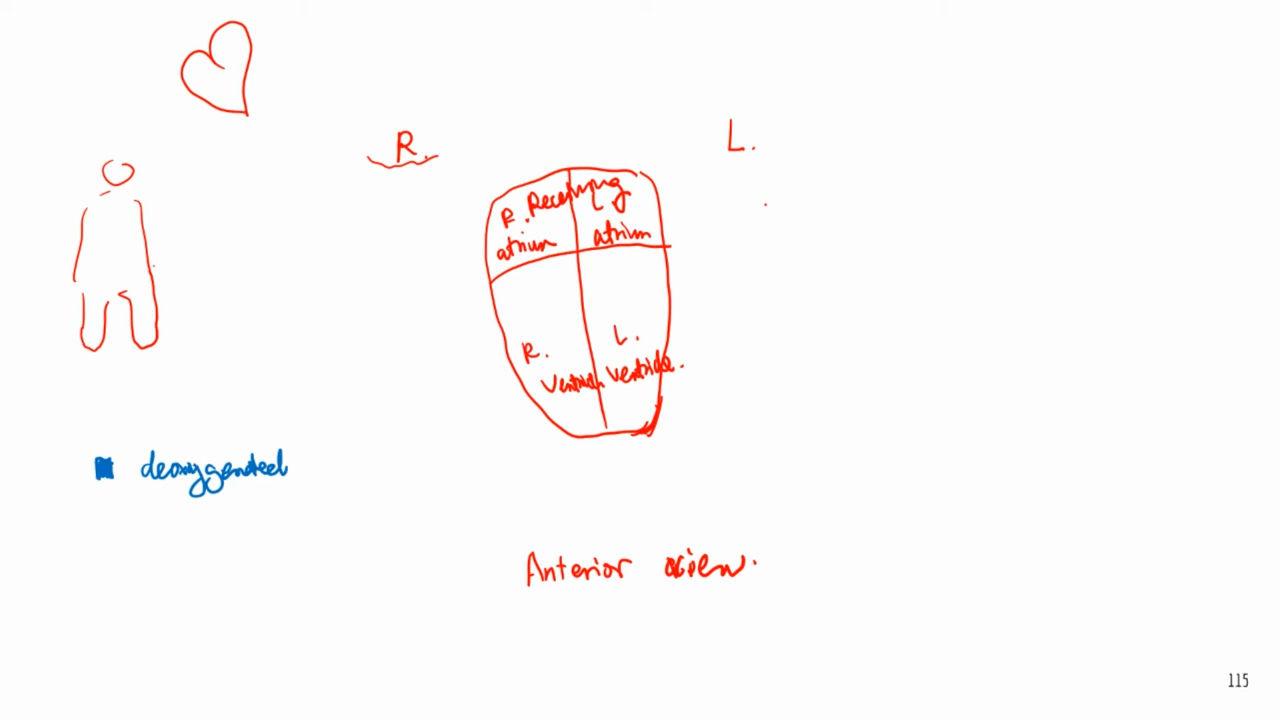 R.
L.
R. Receiving L
atrium atrium
R. L.
ventricle ventricle.
deoxygenated
Anterior view.
115